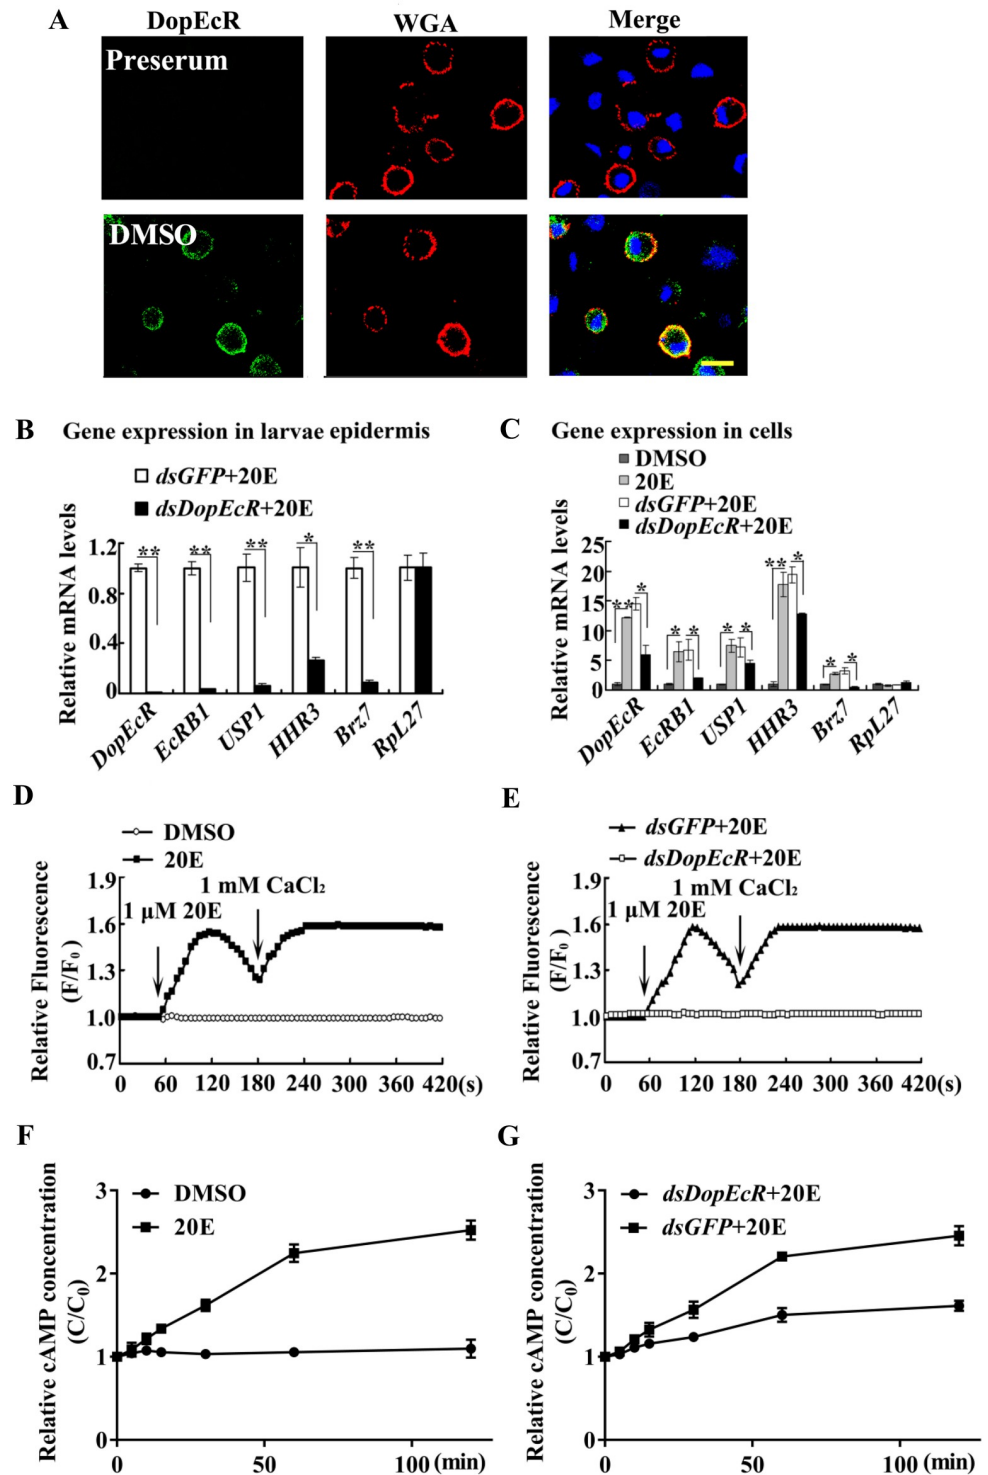 A
DopEcR
WGA
Merge
Preserum
DMSO
B
Gene expression in larvae epidermis
dsGFP+20E
dsDopEcR+20E
Relative mRNA levels
1.2
0.8
0.4
0
** ** ** * **
DopEcR
EcRB1
USP1
HHR3
Brz7
RpL27
C
Gene expression in cells
DMSO
20E
dsGFP+20E
dsDopEcR+20E
Relative mRNA levels
25
20
15
10
5
0
** * * * * * ** * * *
DopEcR
EcRB1
USP1
HHR3
Brz7
RpL27
D
DMSO
20E
1 mM CaCl₂
1 μM 20E
Relative Fluorescence
(F/F₀)
1.9
1.6
1.3
1.0
0.7
0 60 120 180 240 300 360 420(s)
E
dsGFP+20E
dsDopEcR+20E
1 mM CaCl₂
1 μM 20E
Relative Fluorescence
(F/F₀)
1.9
1.6
1.3
1.0
0.7
0 60 120 180 240 300 360 420(s)
F
DMSO
20E
Relative cAMP concentration
(C/C₀)
3
2
1
0
0 50 100 (min)
G
dsDopEcR+20E
dsGFP+20E
Relative cAMP concentration
(C/C₀)
3
2
1
0
0 50 100 (min)